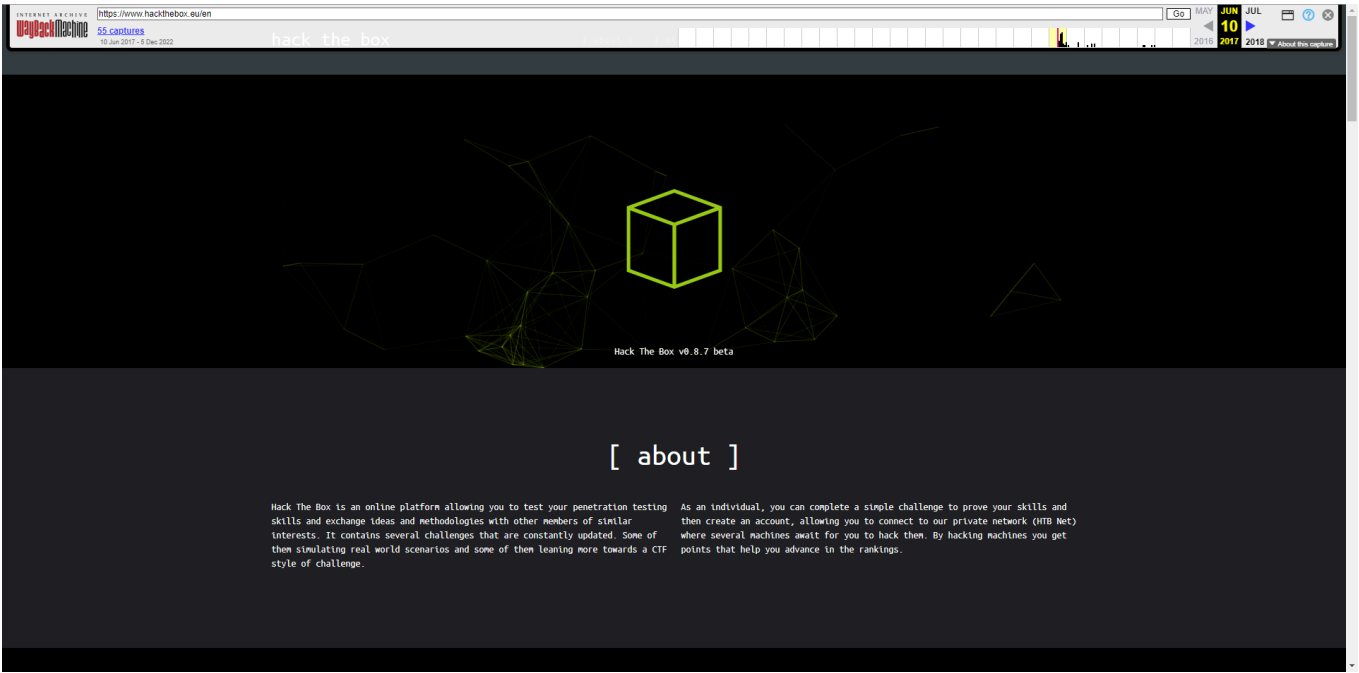 INTERNET ARCHIVE
WayBackMachine
https://www.hackthebox.eu/en
Go
MAY JUN JUL
55 captures
10 Jun 2017 - 5 Dec 2022
10
2016 2017 2018
About this capture
hack the box
Hack The Box v0.8.7 beta
[ about ]
Hack The Box is an online platform allowing you to test your penetration testing
skills and exchange ideas and methodologies with other members of similar
interests. It contains several challenges that are constantly updated. Some of
them simulating real world scenarios and some of them leaning more towards a CTF
style of challenge.
As an individual, you can complete a simple challenge to prove your skills and
then create an account, allowing you to connect to our private network (HTB Net)
where several machines await for you to hack them. By hacking machines you get
points that help you advance in the rankings.